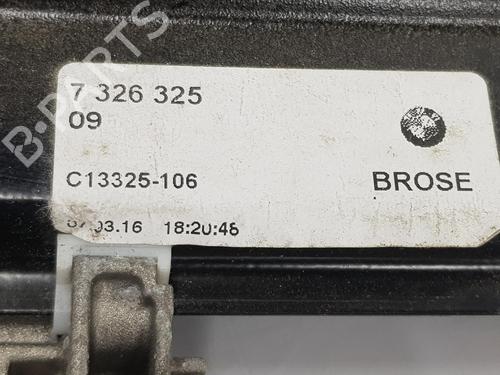 7 326 325
09
C13325-106
BROSE
.03.16 18:20:46
B-PARTS